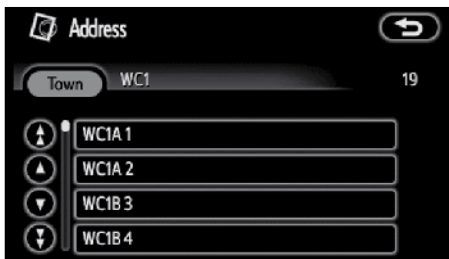 Address
Town WC1 19
WC1A 1
WC1A 2
WC1B 3
WC1B 4